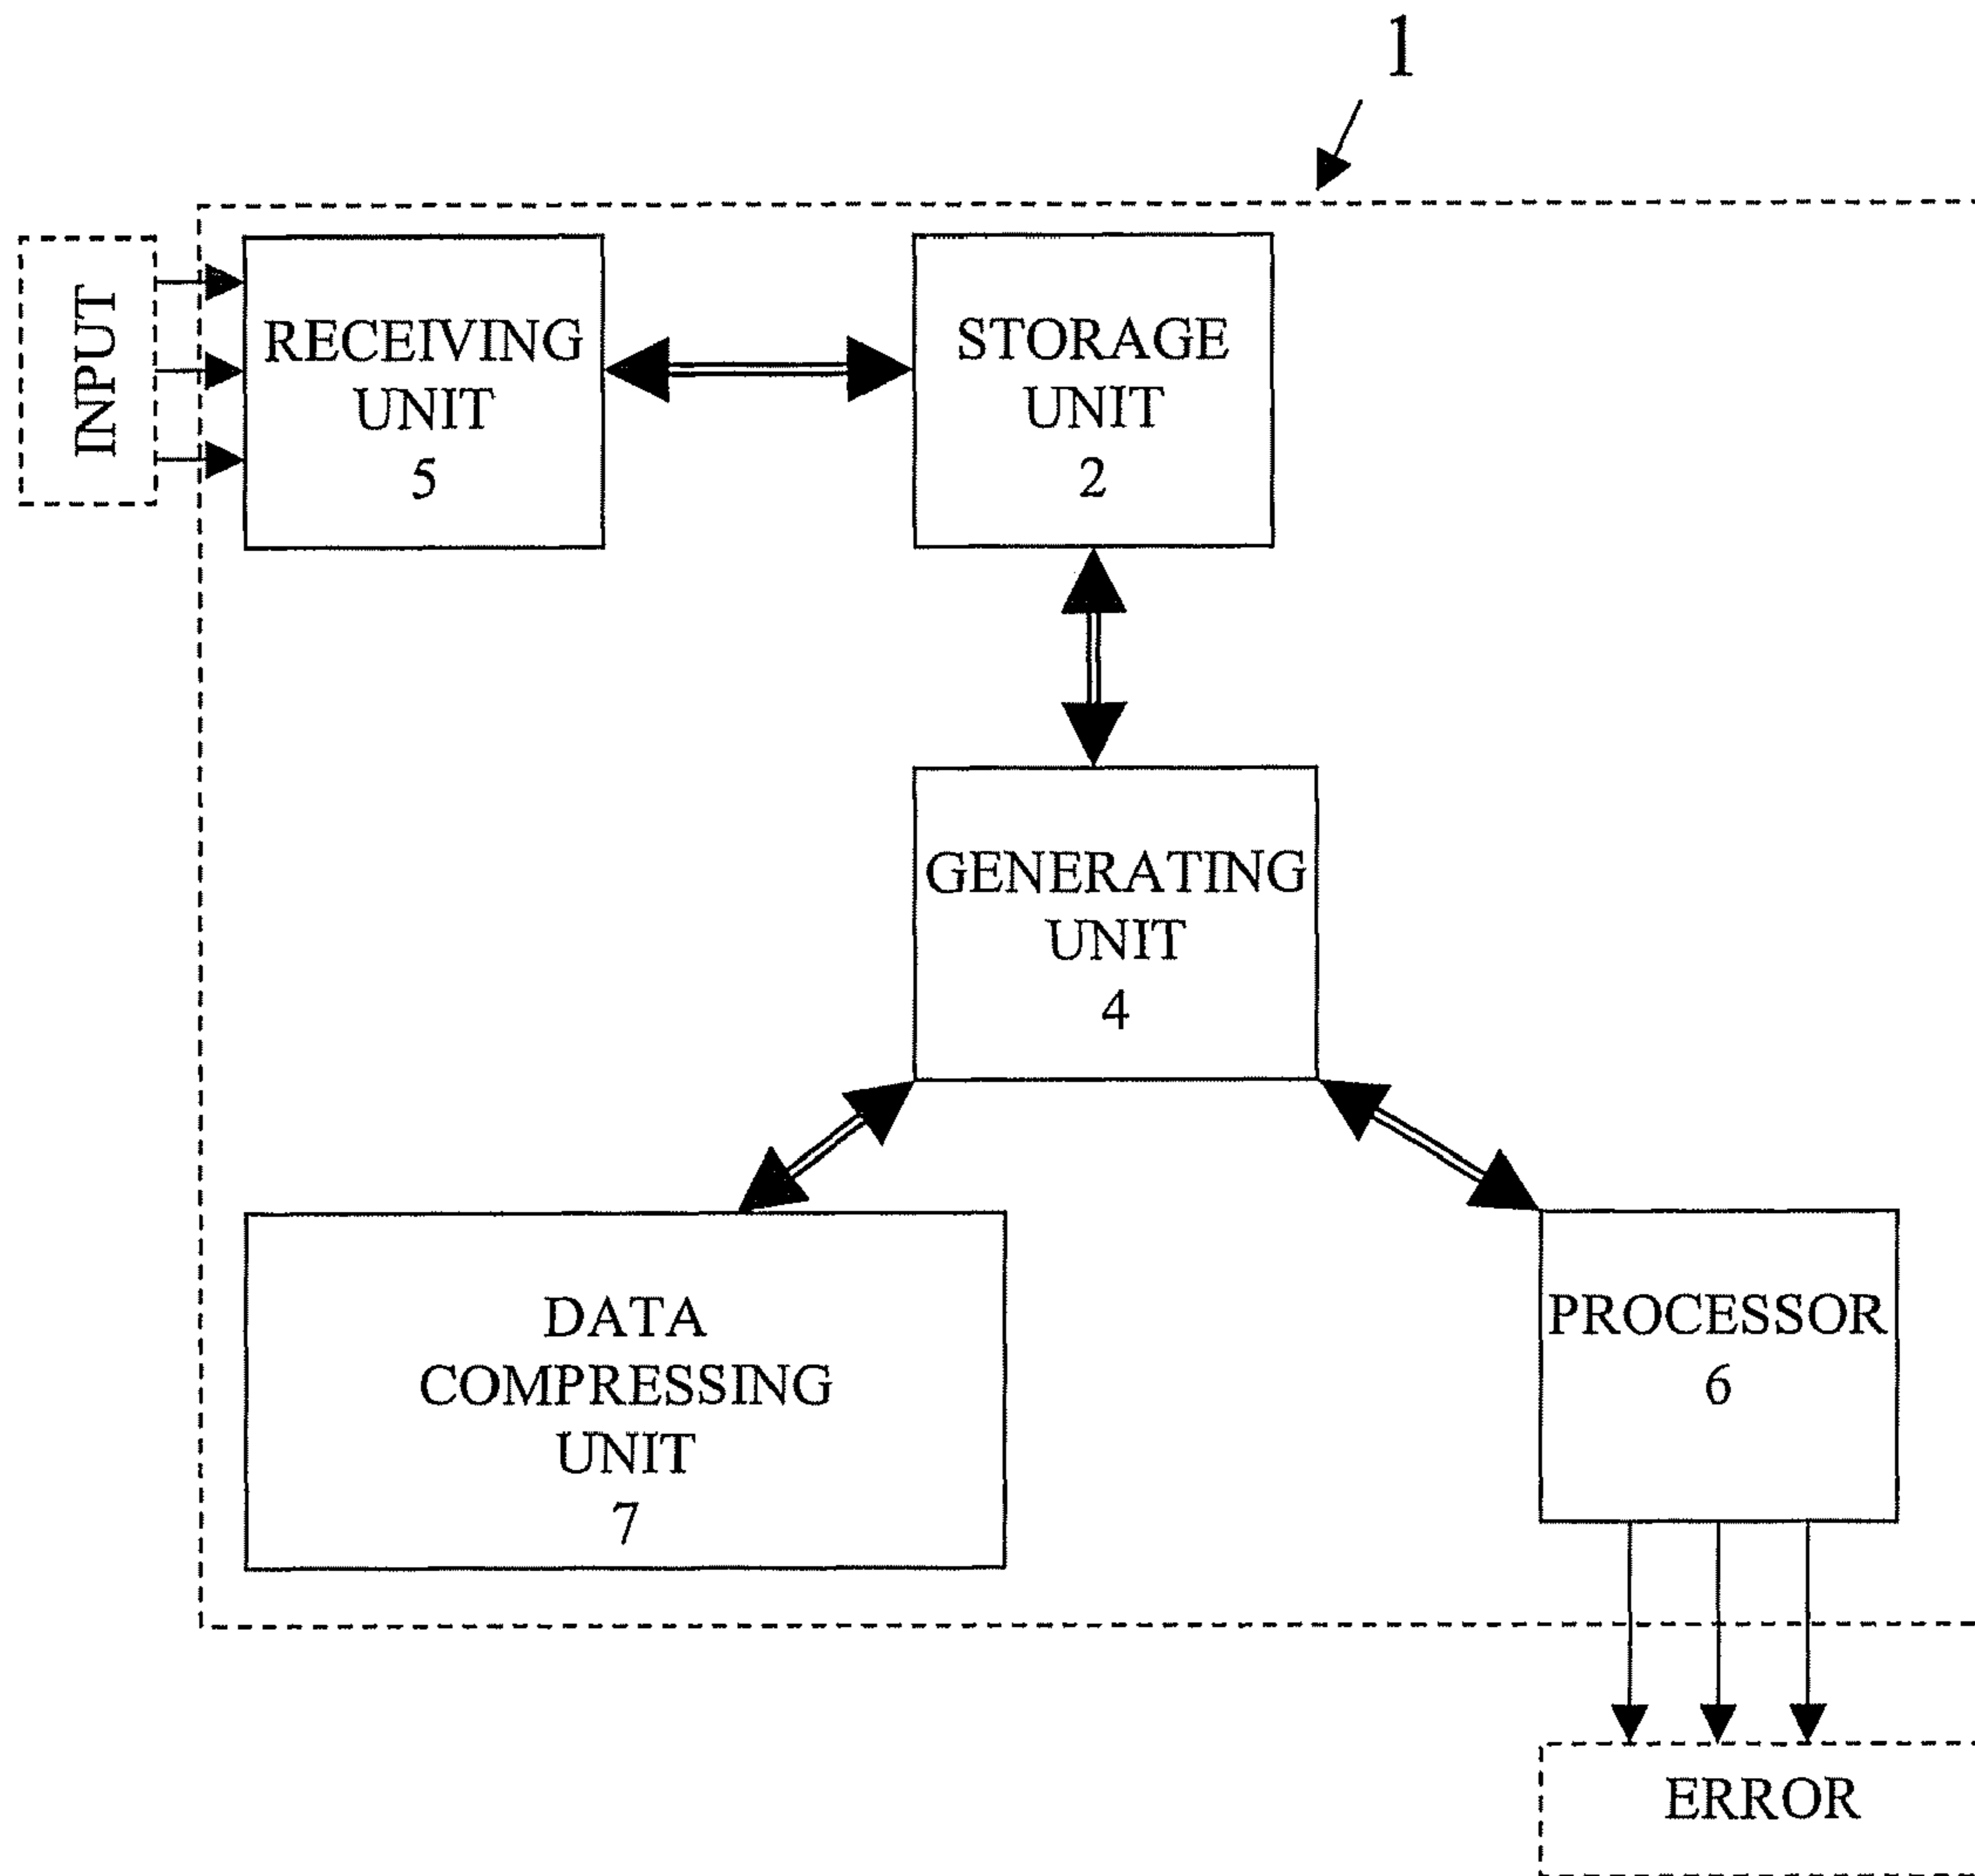 1
INPUT
RECEIVING
UNIT
5
STORAGE
UNIT
2
GENERATING
UNIT
4
DATA
COMPRESSING
UNIT
7
PROCESSOR
6
ERROR